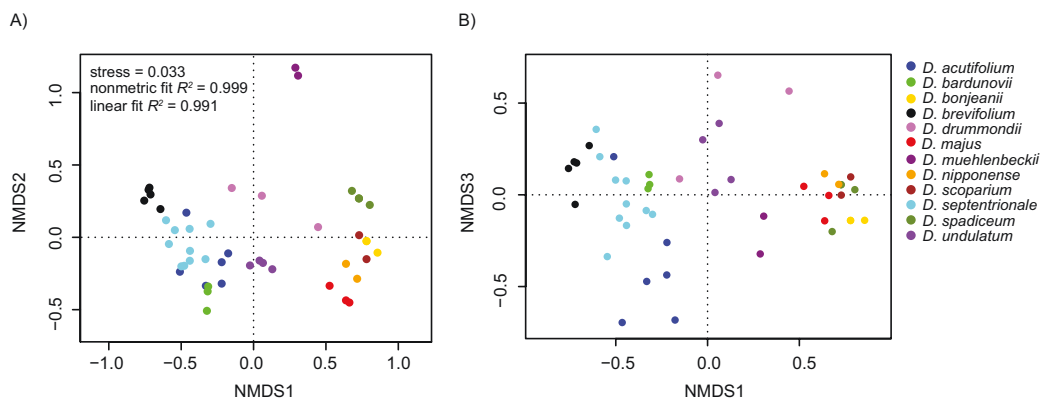 A)
stress = 0.033
nonmetric fit R² = 0.999
linear fit R² = 0.991
NMDS2
1.0
0.5
0.0
−0.5
−1.0 −0.5 0.0 0.5 1.0
NMDS1
B)
NMDS3
0.5
0.0
−0.5
−0.5 0.0 0.5
NMDS1
D. acutifolium
D. bardunovii
D. bonjeanii
D. brevifolium
D. drummondii
D. majus
D. muehlenbeckii
D. nipponense
D. scoparium
D. septentrionale
D. spadiceum
D. undulatum